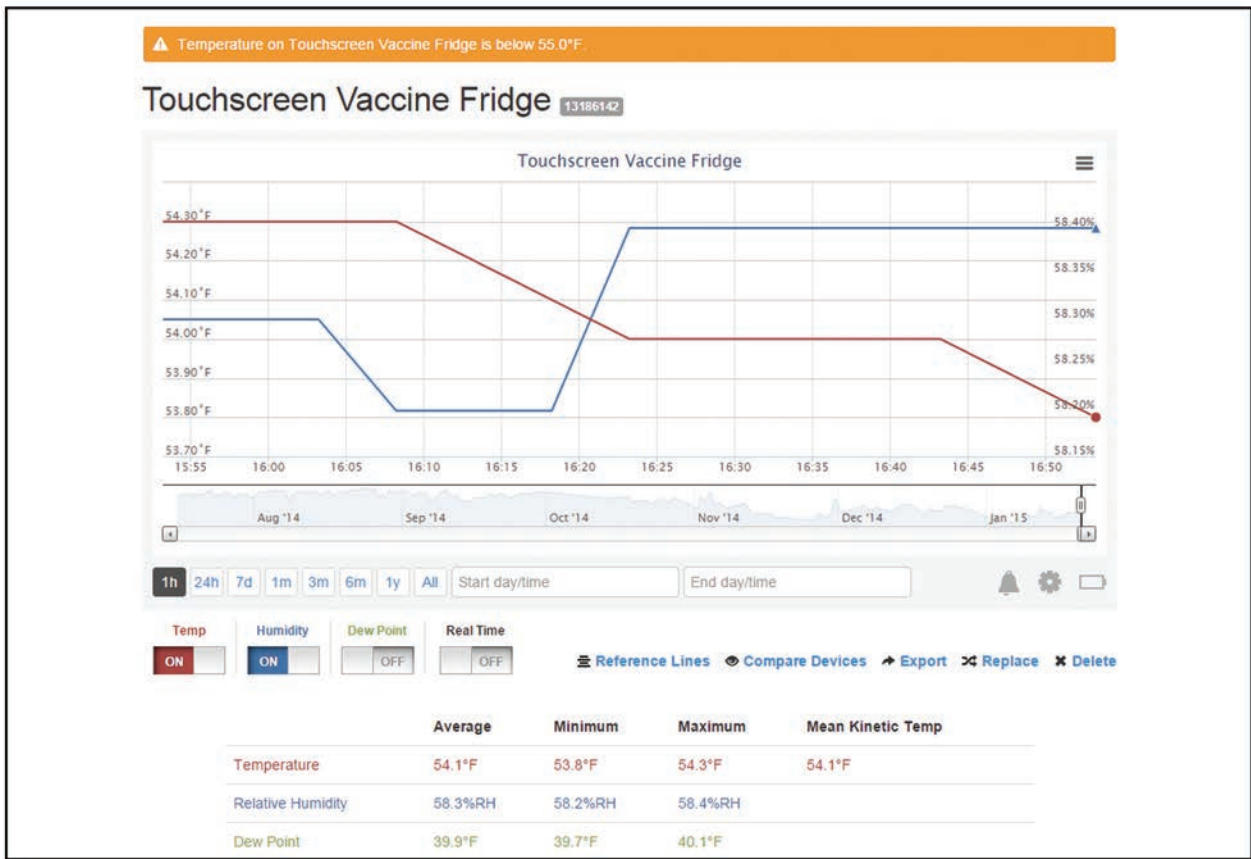 Temperature on Touchscreen Vaccine Fridge is below 55.0°F.
Touchscreen Vaccine Fridge 13186142
Touchscreen Vaccine Fridge
54.30°F 58.40%
54.20°F 58.35%
54.10°F 58.30%
54.00°F 58.25%
53.90°F 58.20%
53.80°F 58.15%
53.70°F
15:55 16:00 16:05 16:10 16:15 16:20 16:25 16:30 16:35 16:40 16:45 16:50
Aug '14 Sep '14 Oct '14 Nov '14 Dec '14 Jan '15
1h 24h 7d 1m 3m 6m 1y All Start day/time End day/time
Temp Humidity Dew Point Real Time
ON ON OFF OFF Reference Lines Compare Devices Export Replace Delete
Average Minimum Maximum Mean Kinetic Temp
Temperature 54.1°F 53.8°F 54.3°F 54.1°F
Relative Humidity 58.3%RH 58.2%RH 58.4%RH
Dew Point 39.9°F 39.7°F 40.1°F